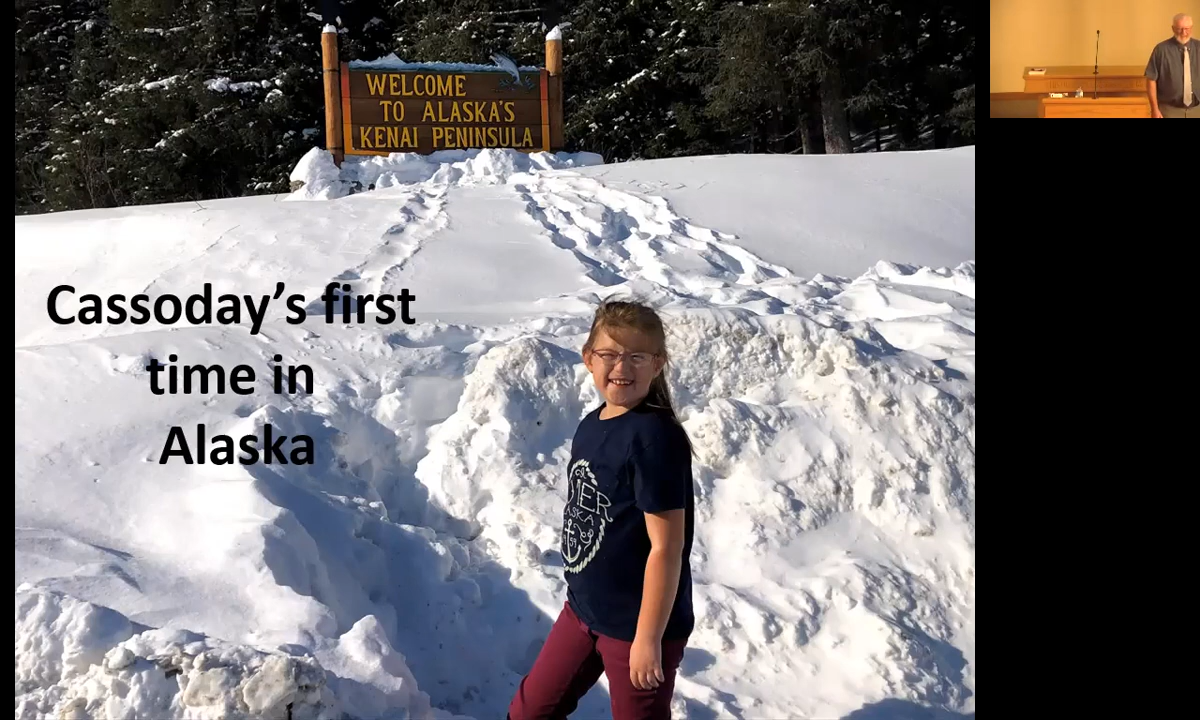 WELCOME
TO ALASKA'S
KENAI PENINSULA
Cassoday's first
time in
Alaska